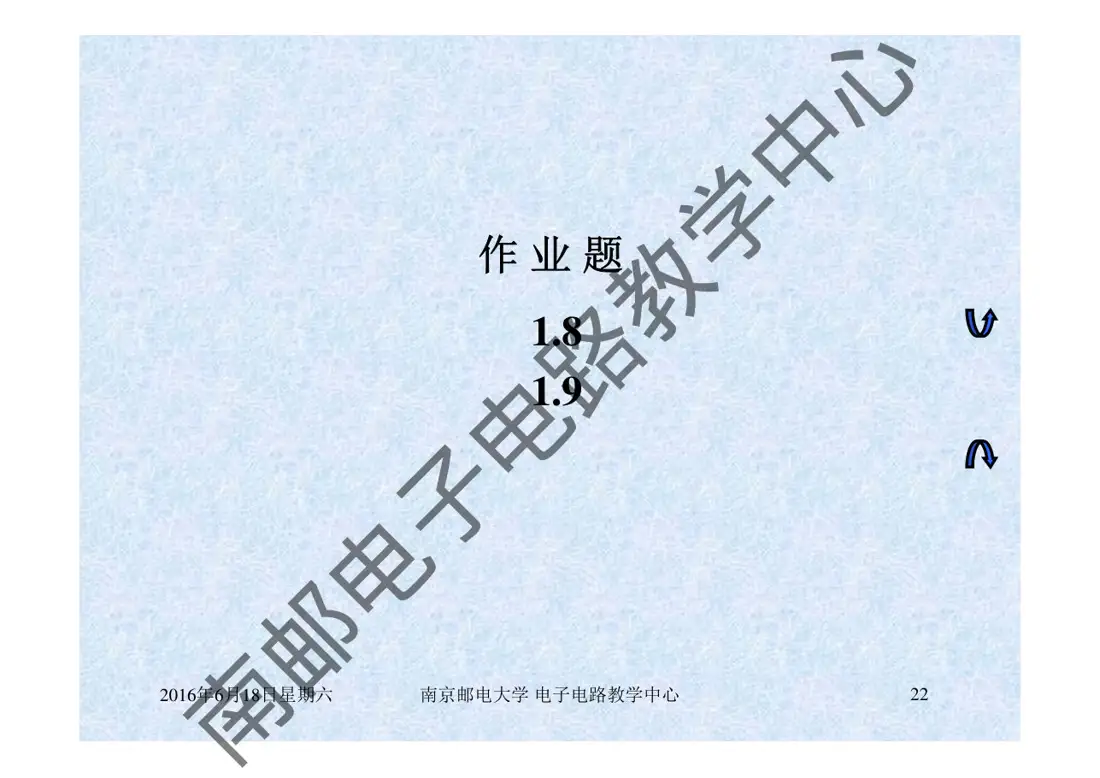 作 业 题
1.8
1.9
南邮电子电路教学中心
2016年6月18日星期六
南京邮电大学 电子电路教学中心
22